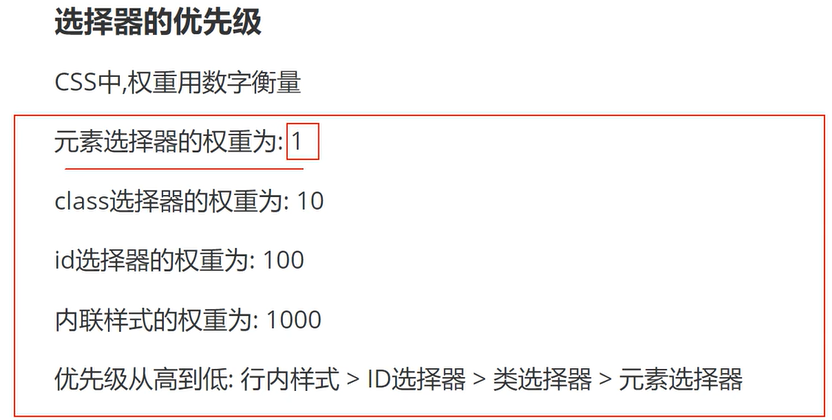 选择器的优先级
CSS中,权重用数字衡量
元素选择器的权重为: 1
class选择器的权重为: 10
id选择器的权重为: 100
内联样式的权重为: 1000
优先级从高到低: 行内样式 > ID选择器 > 类选择器 > 元素选择器